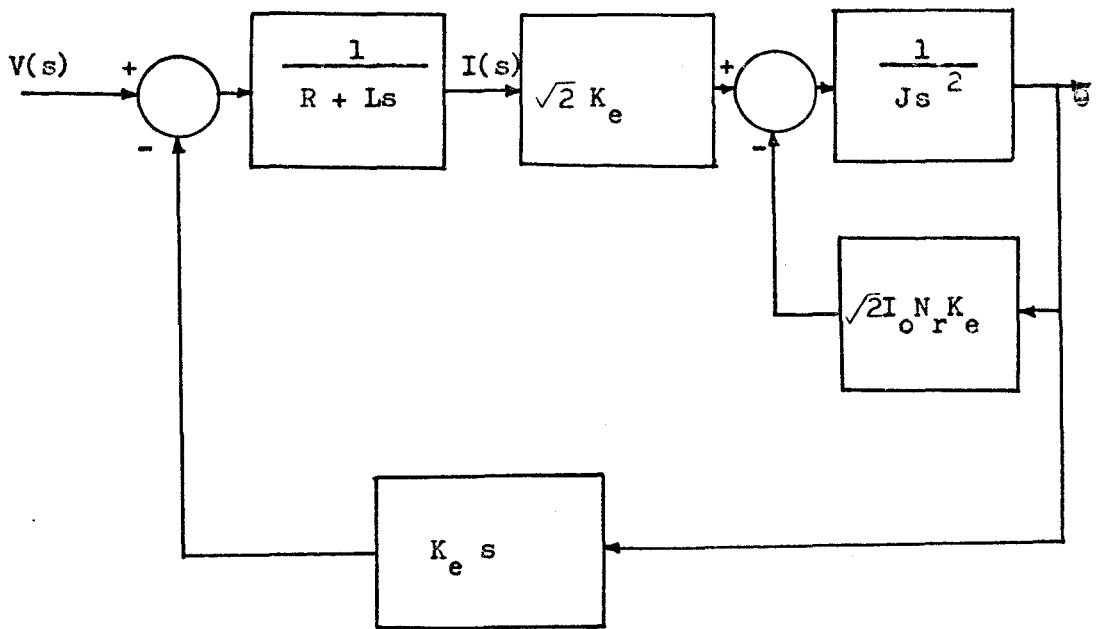 V(s)
+
-
1
R + Ls
I(s)
√2 K_e
+
-
1
Js^2
√2I_oN_rK_e
K_e s